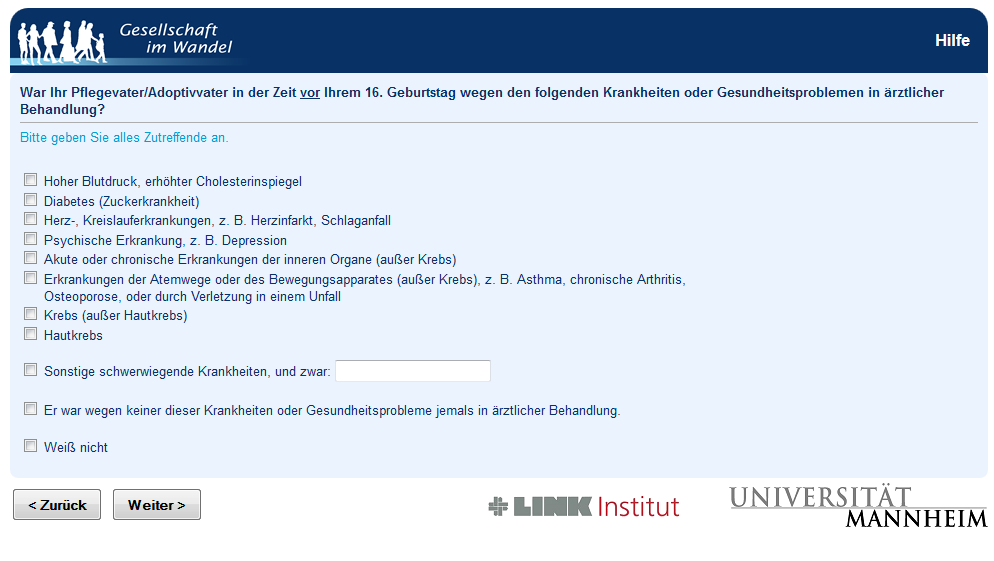 Gesellschaft
im Wandel
Hilfe
War Ihr Pflegevater/Adoptivvater in der Zeit vor Ihrem 16. Geburtstag wegen den folgenden Krankheiten oder Gesundheitsproblemen in ärztlicher
Behandlung?
Bitte geben Sie alles Zutreffende an.
Hoher Blutdruck, erhöhter Cholesterinspiegel
Diabetes (Zuckerkrankheit)
Herz-, Kreislauferkrankungen, z. B. Herzinfarkt, Schlaganfall
Psychische Erkrankung, z. B. Depression
Akute oder chronische Erkrankungen der inneren Organe (außer Krebs)
Erkrankungen der Atemwege oder des Bewegungsapparates (außer Krebs), z. B. Asthma, chronische Arthritis,
Osteoporose, oder durch Verletzung in einem Unfall
Krebs (außer Hautkrebs)
Hautkrebs
Sonstige schwerwiegende Krankheiten, und zwar:
Er war wegen keiner dieser Krankheiten oder Gesundheitsprobleme jemals in ärztlicher Behandlung.
Weiß nicht
< Zurück
Weiter >
LINK Institut
UNIVERSITÄT
MANNHEIM